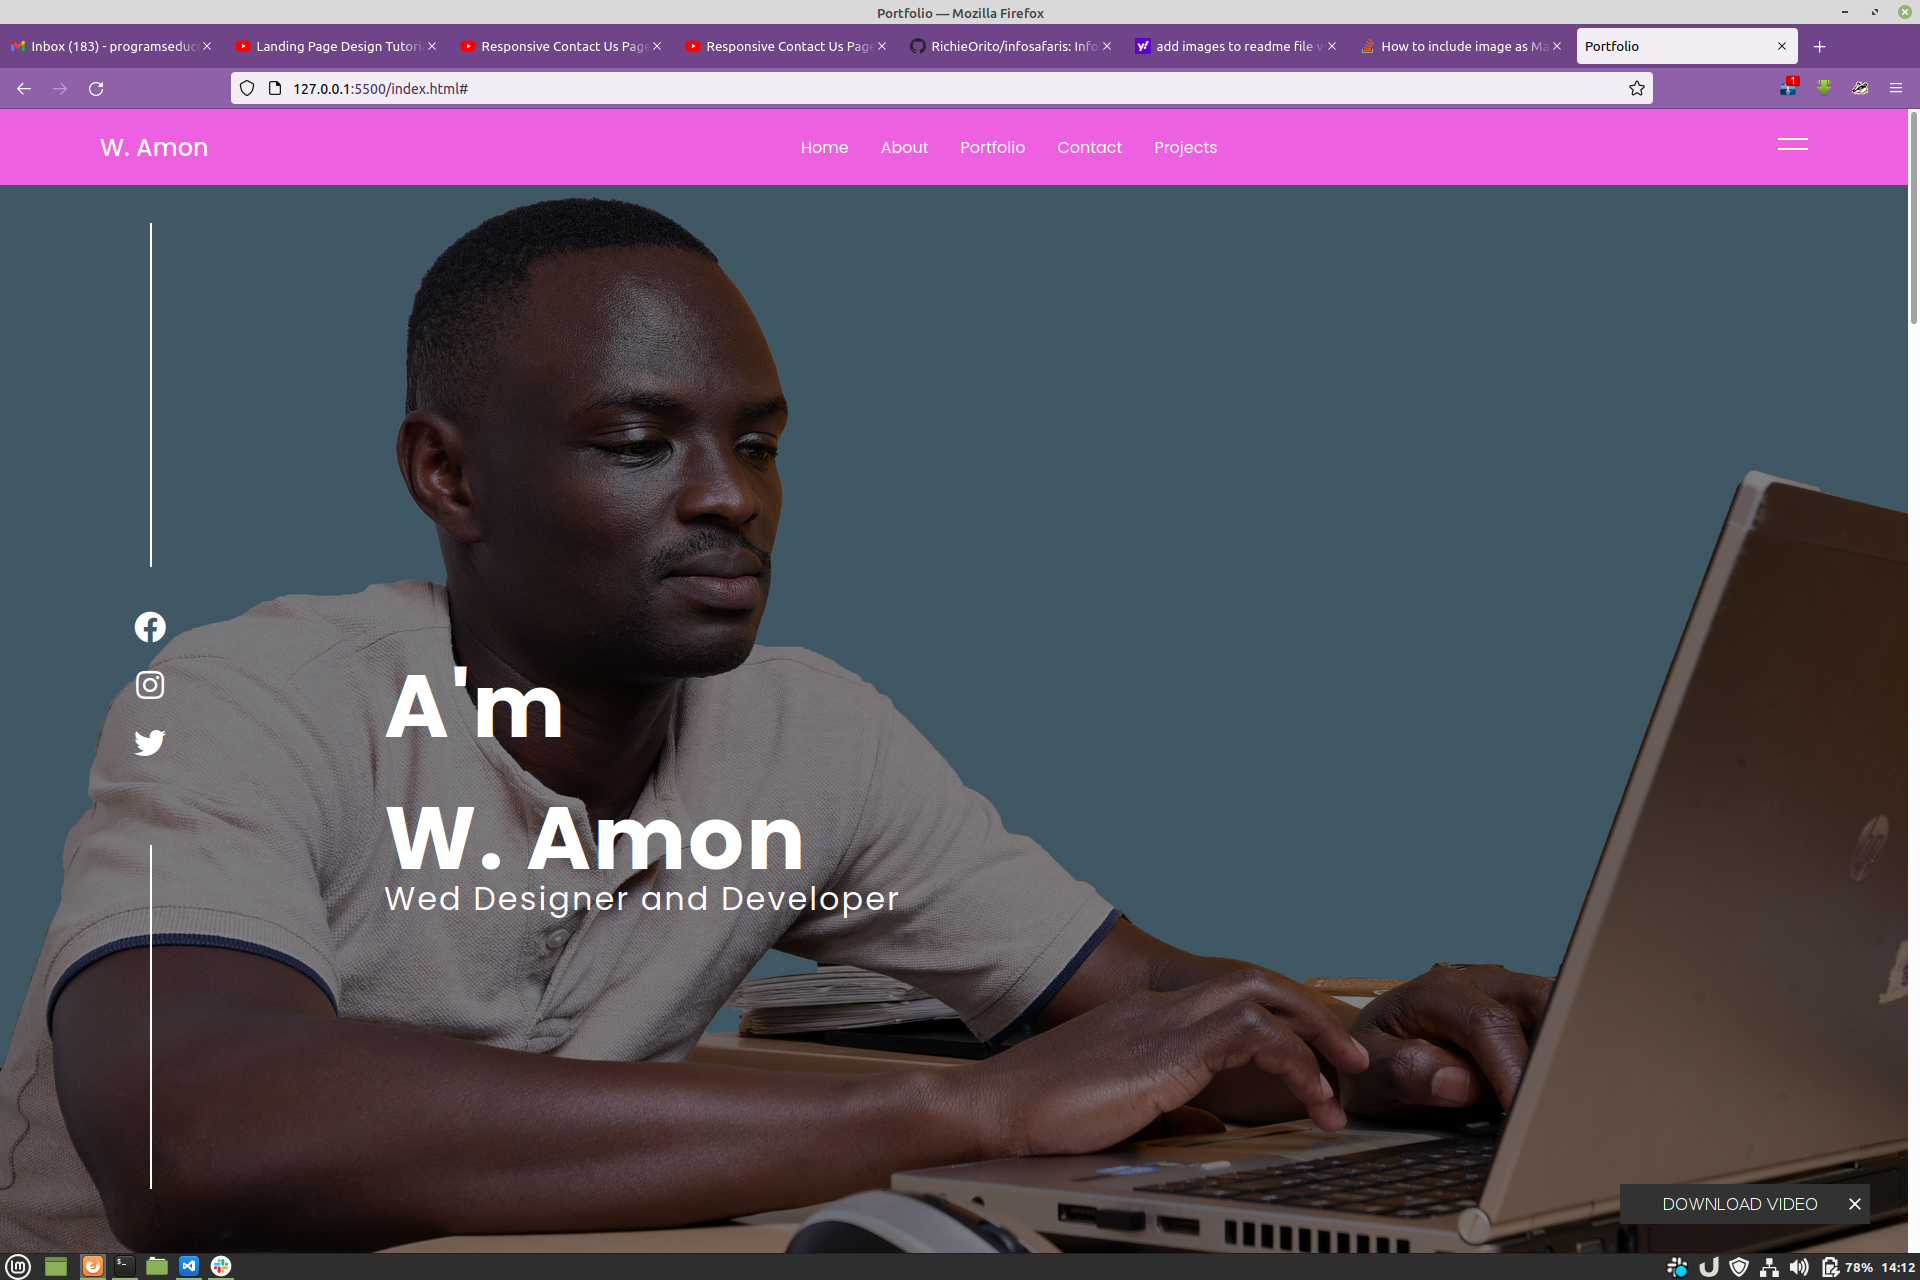 Portfolio — Mozilla Firefox
Inbox (183) - programseduc
Landing Page Design Tutori
Responsive Contact Us Page
Responsive Contact Us Page
RichieOrito/infosafaris: Info
add images to readme file v
How to include image as Ma
Portfolio
127.0.0.1:5500/index.html#
1
W. Amon
Home
About
Portfolio
Contact
Projects
A'm
W. Amon
Wed Designer and Developer
DOWNLOAD VIDEO
78%
14:12